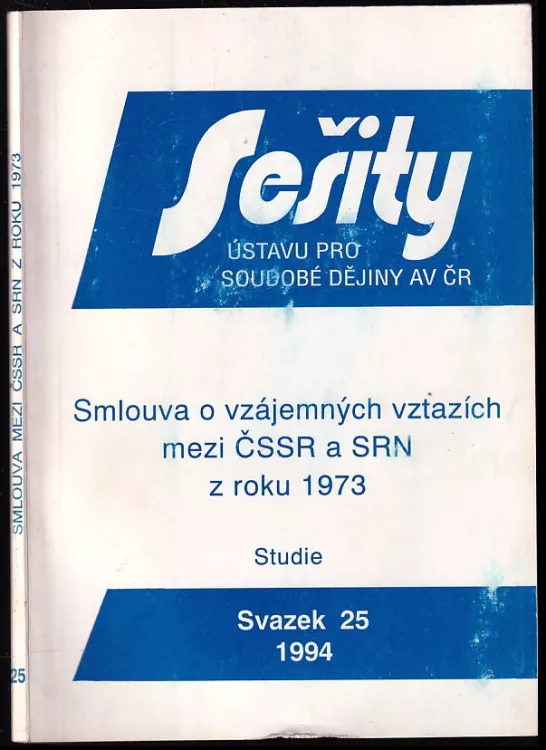 SMLOUVA MEZI ČSSR A SRN Z ROKU 1973
25
Sešity
ÚSTAVU PRO
SOUDOBÉ DĚJINY AV ČR
Smlouva o vzájemných vztazích
mezi ČSSR a SRN
z roku 1973
Studie
Svazek 25
1994